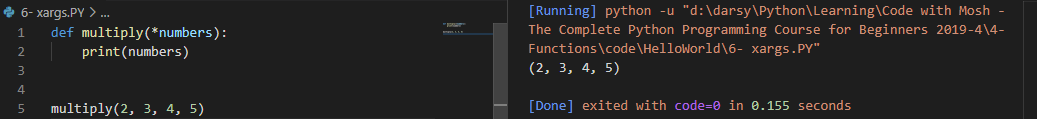 6- xargs.PY > ...
1 def multiply(*numbers):
2     print(numbers)
3
4
5 multiply(2, 3, 4, 5)
[Running] python -u "d:\darsy\Python\Learning\Code with Mosh -
The Complete Python Programming Course for Beginners 2019-4\4-
Functions\code\HelloWorld\6- xargs.PY"
(2, 3, 4, 5)
[Done] exited with code=0 in 0.155 seconds